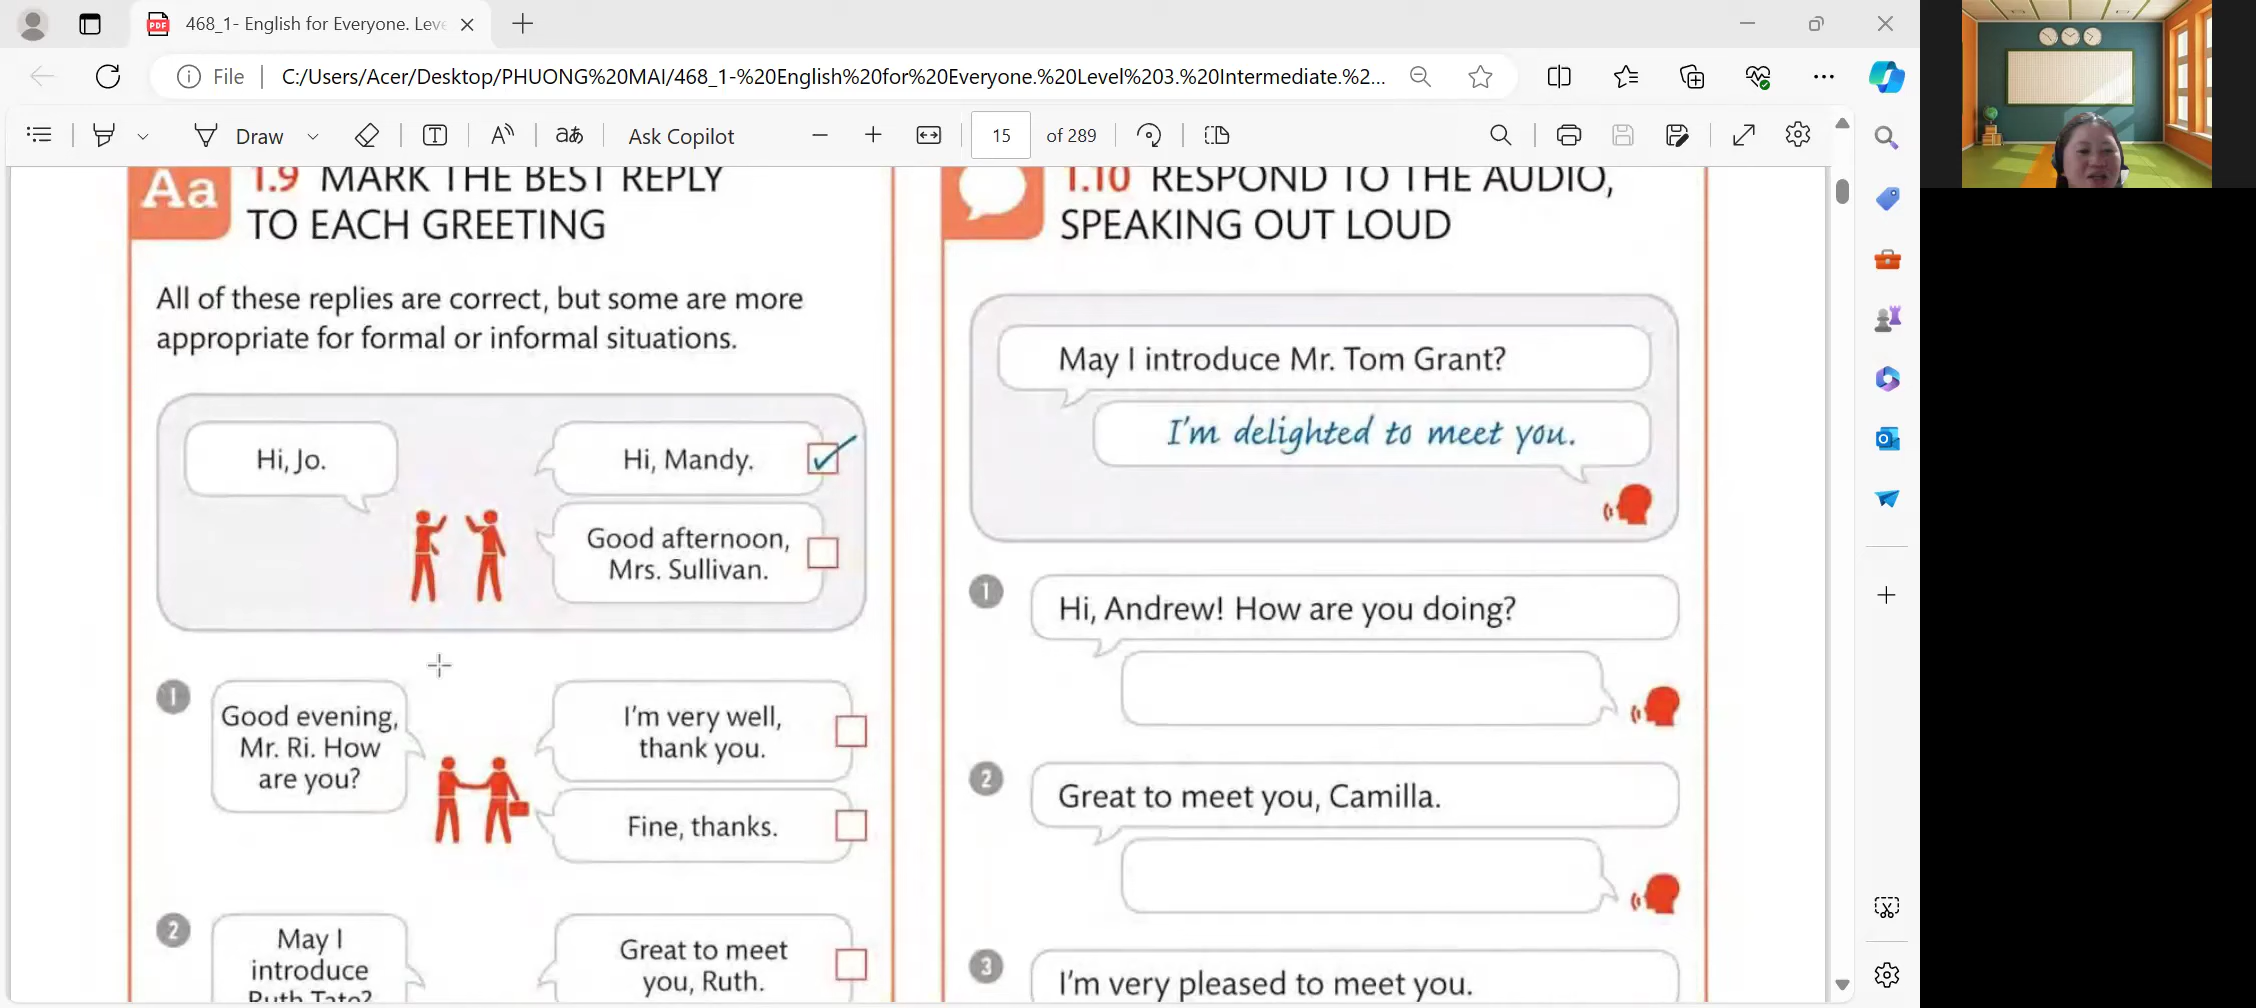 468_1- English for Everyone. Leve
File
C:/Users/Acer/Desktop/PHUONG%20MAI/468_1-%20English%20for%20Everyone.%20Level%203.%20Intermediate.%2...
Draw
aあ
Ask Copilot
15
of 289
Aa
1.9 MARK THE BEST REPLY
TO EACH GREETING
All of these replies are correct, but some are more
appropriate for formal or informal situations.
Hi, Jo.
Hi, Mandy.
Good afternoon,
Mrs. Sullivan.
1
Good evening,
Mr. Ri. How
are you?
I'm very well,
thank you.
Fine, thanks.
2
May I
introduce
Ruth Tate?
Great to meet
you, Ruth.
1.10 RESPOND TO THE AUDIO,
SPEAKING OUT LOUD
May I introduce Mr. Tom Grant?
I'm delighted to meet you.
1
Hi, Andrew! How are you doing?
2
Great to meet you, Camilla.
3
I'm very pleased to meet you.